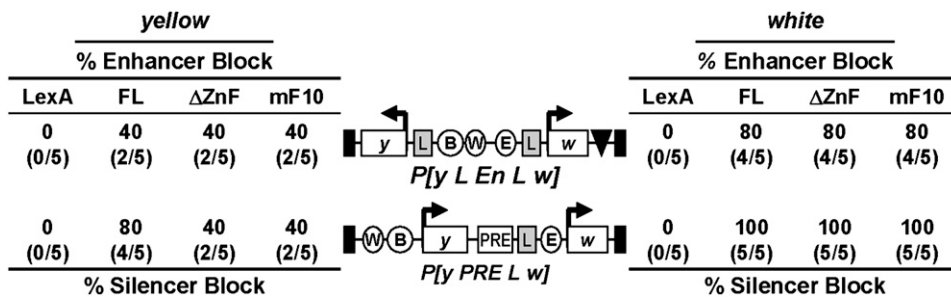 yellow white
% Enhancer Block % Enhancer Block
LexA FL ΔZnF mF10 LexA FL ΔZnF mF10
0 40 40 40 0 80 80 80
(0/5) (2/5) (2/5) (2/5) y L B W E L w (0/5) (4/5) (4/5) (4/5)
P[y L En L w]
0 80 40 40 0 100 100 100
(0/5) (4/5) (2/5) (2/5) W B y PRE L E w (0/5) (5/5) (5/5) (5/5)
P[y PRE L w]
% Silencer Block % Silencer Block